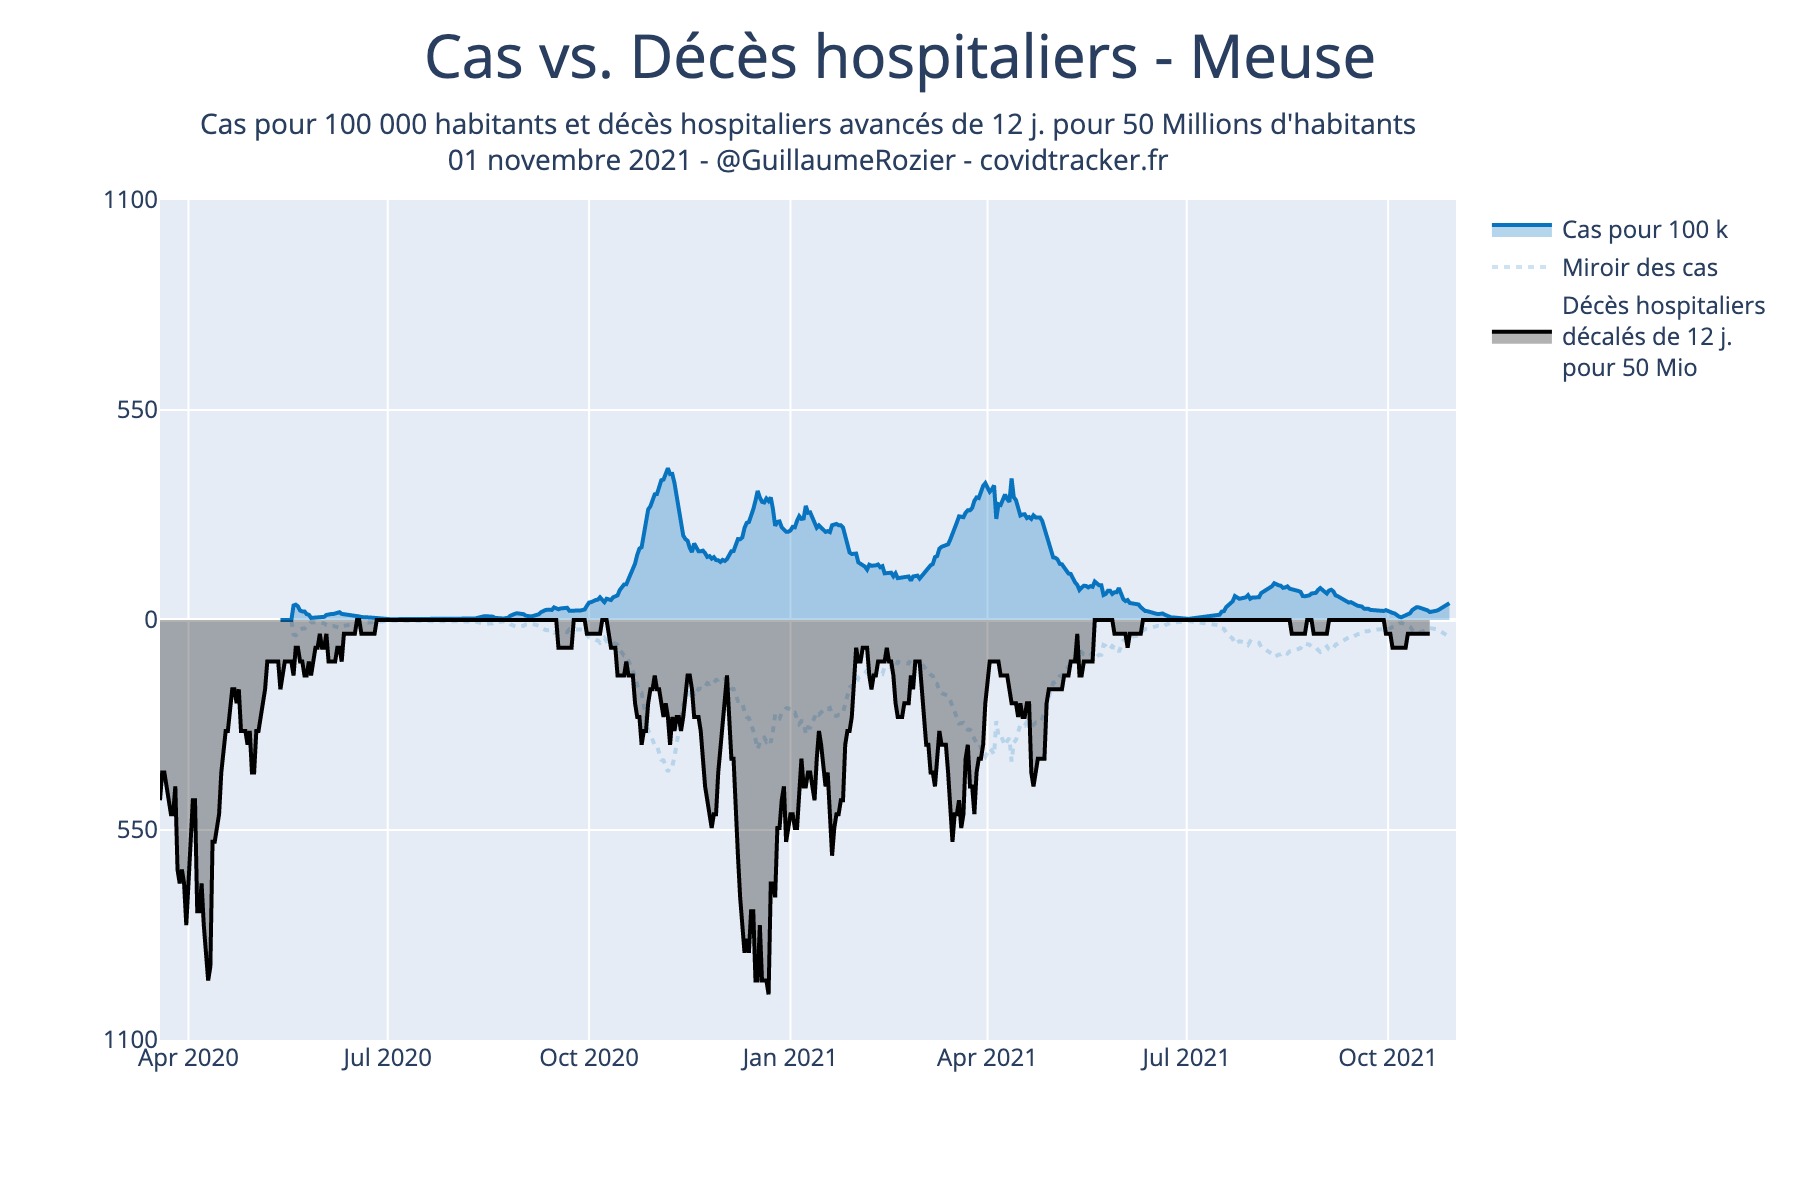 Cas vs. Décès hospitaliers - Meuse
Cas pour 100 000 habitants et décès hospitaliers avancés de 12 j. pour 50 Millions d'habitants
01 novembre 2021 - @GuillaumeRozier - covidtracker.fr
1100
550
0
550
1100
Apr 2020
Jul 2020
Oct 2020
Jan 2021
Apr 2021
Jul 2021
Oct 2021
Cas pour 100 k
Miroir des cas
Décès hospitaliers
décalés de 12 j.
pour 50 Mio